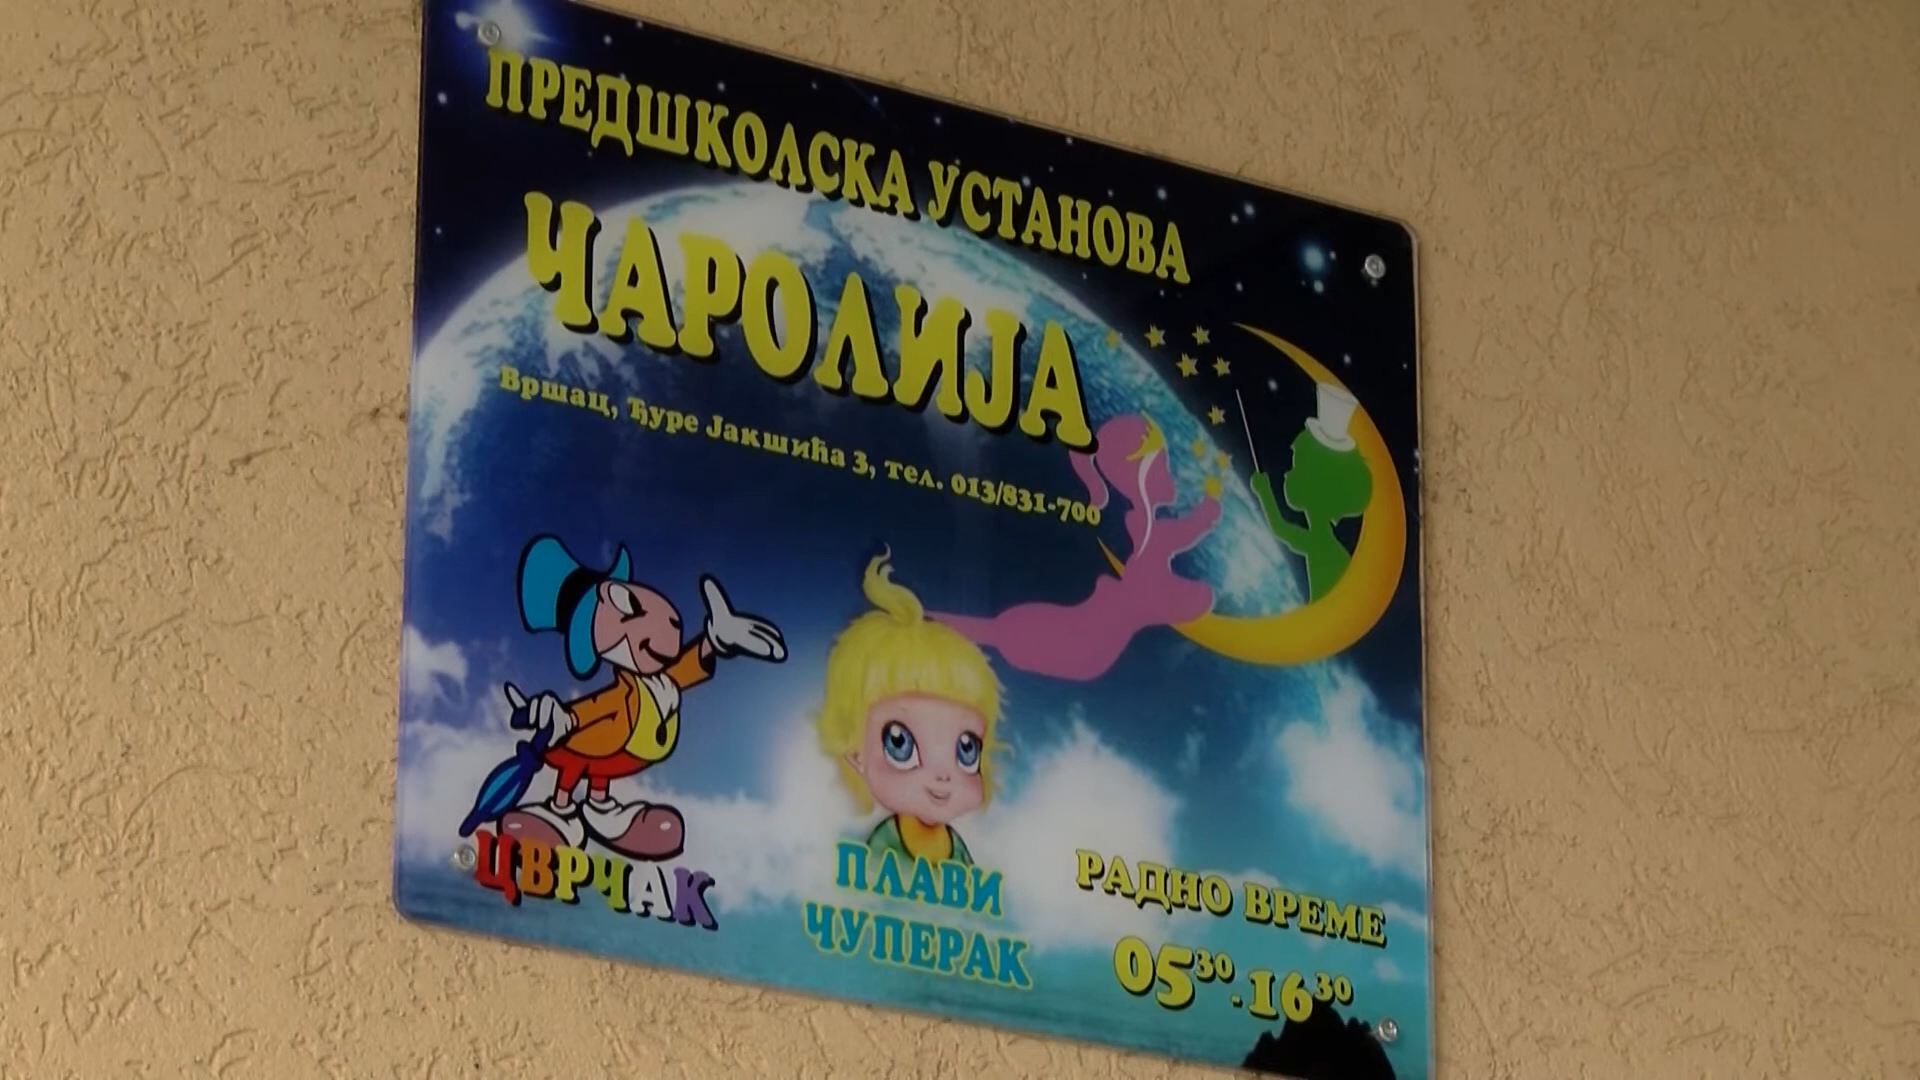 ПРЕДШКОЛСКА УСТАНОВА
ЧАРОЛИЈА
Вршац, Ђуре Јакшића 3, тел. 013/831-700
ЦВРЧАК
ПЛАВИ
ЧУПЕРАК
РАДНО ВРЕМЕ
05³⁰-16³⁰